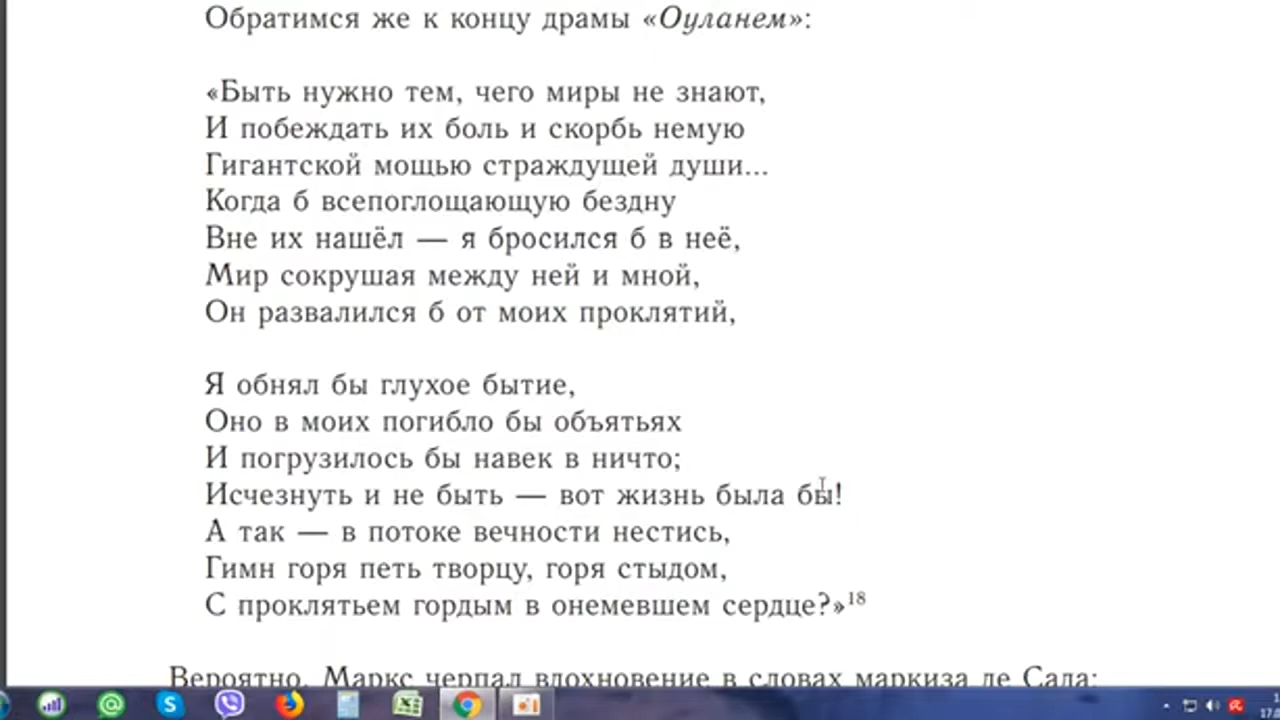 Обратимся же к концу драмы «Оуланем»:
«Быть нужно тем, чего миры не знают,
И побеждать их боль и скорбь немую
Гигантской мощью страждущей души...
Когда б всепоглощающую бездну
Вне их нашёл — я бросился б в неё,
Мир сокрушая между ней и мной,
Он развалился б от моих проклятий,
Я обнял бы глухое бытие,
Оно в моих погибло бы объятьях
И погрузилось бы навек в ничто;
Исчезнуть и не быть — вот жизнь была бы!
А так — в потоке вечности нестись,
Гимн горя петь творцу, горя стыдом,
С проклятьем гордым в онемевшем сердце?»18
Вероятно, Маркс черпал вдохновение в словах маркиза де Сада: